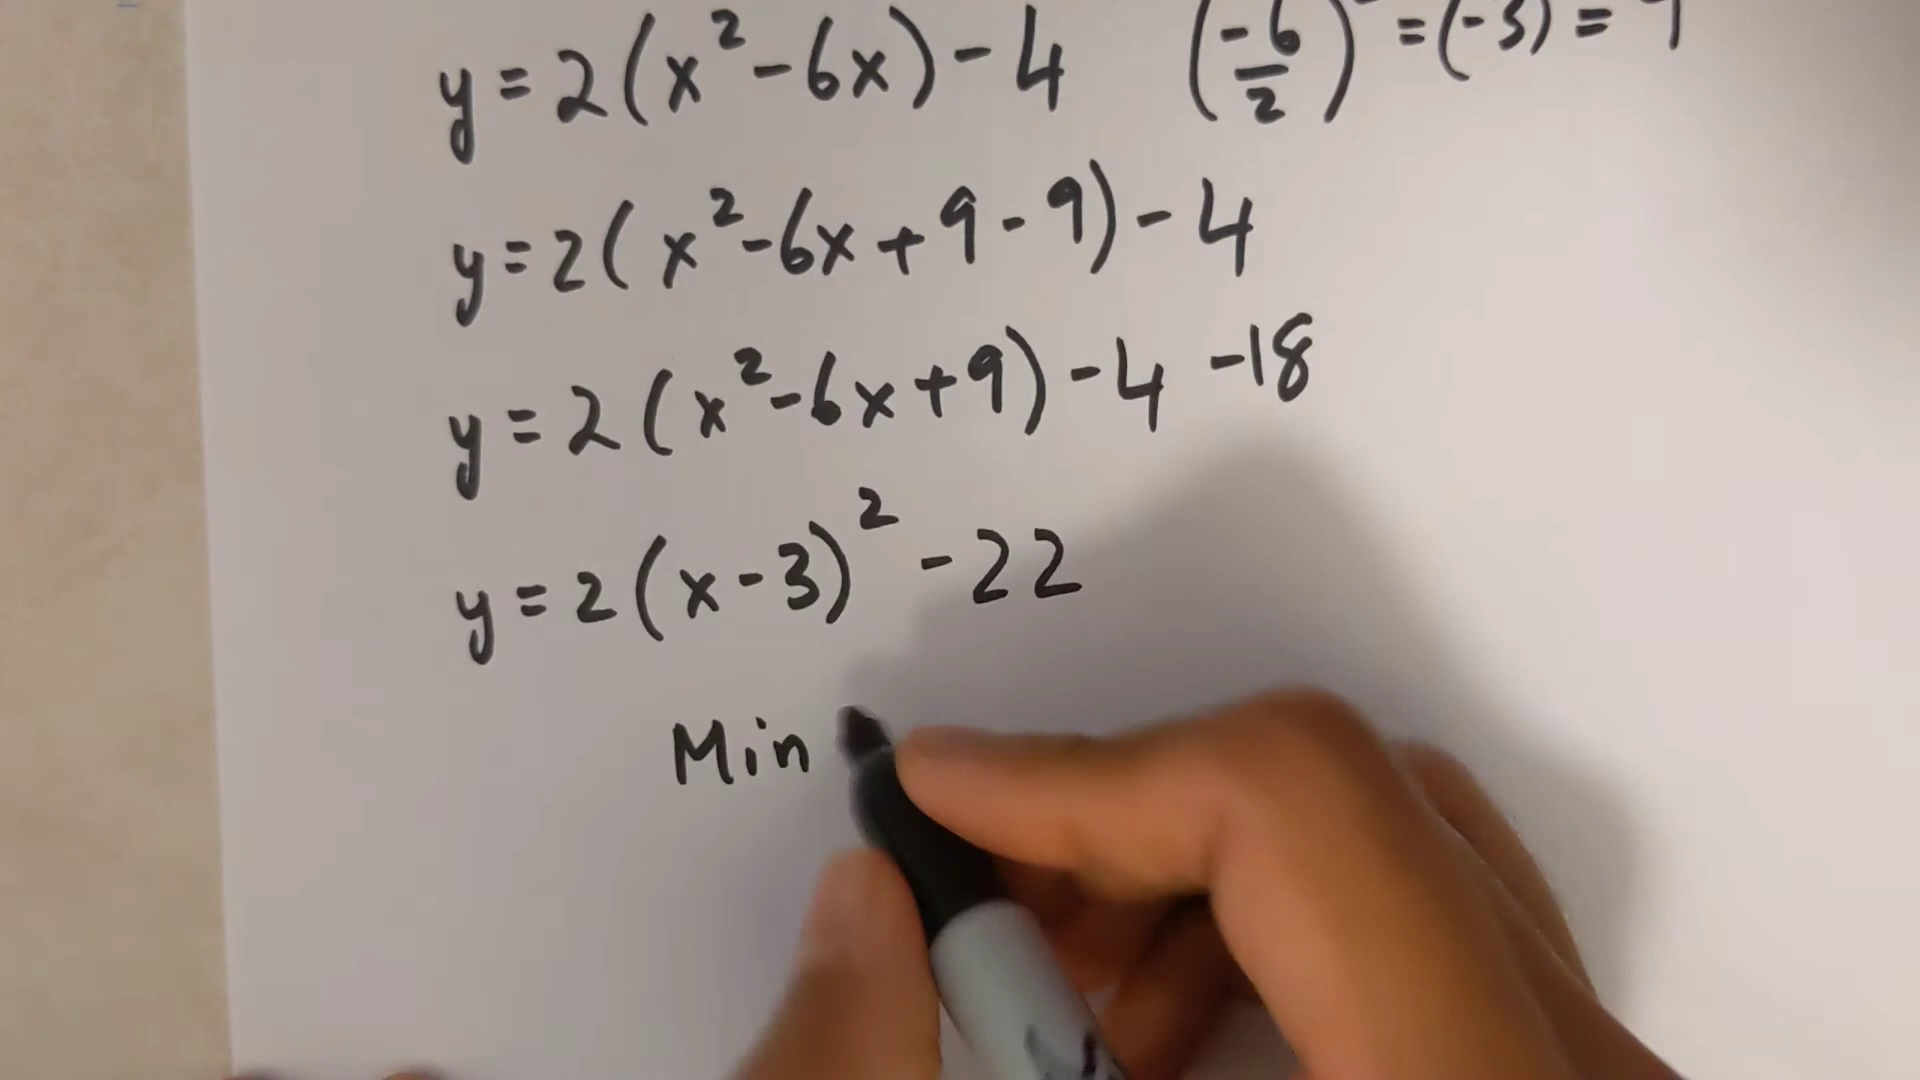 y = 2(x² - 6x) - 4 (-6/2) = (-3) = 9
y = 2(x² - 6x + 9 - 9) - 4
y = 2(x² - 6x + 9) - 4 - 18
y = 2(x - 3)² - 22
Min